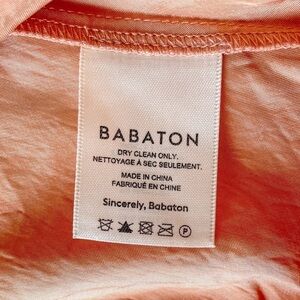 BABATON
DRY CLEAN ONLY.
NETTOYAGE À SEC SEULEMENT.
MADE IN CHINA
FABRIQUÉ EN CHINE
Sincerely, Babaton
P